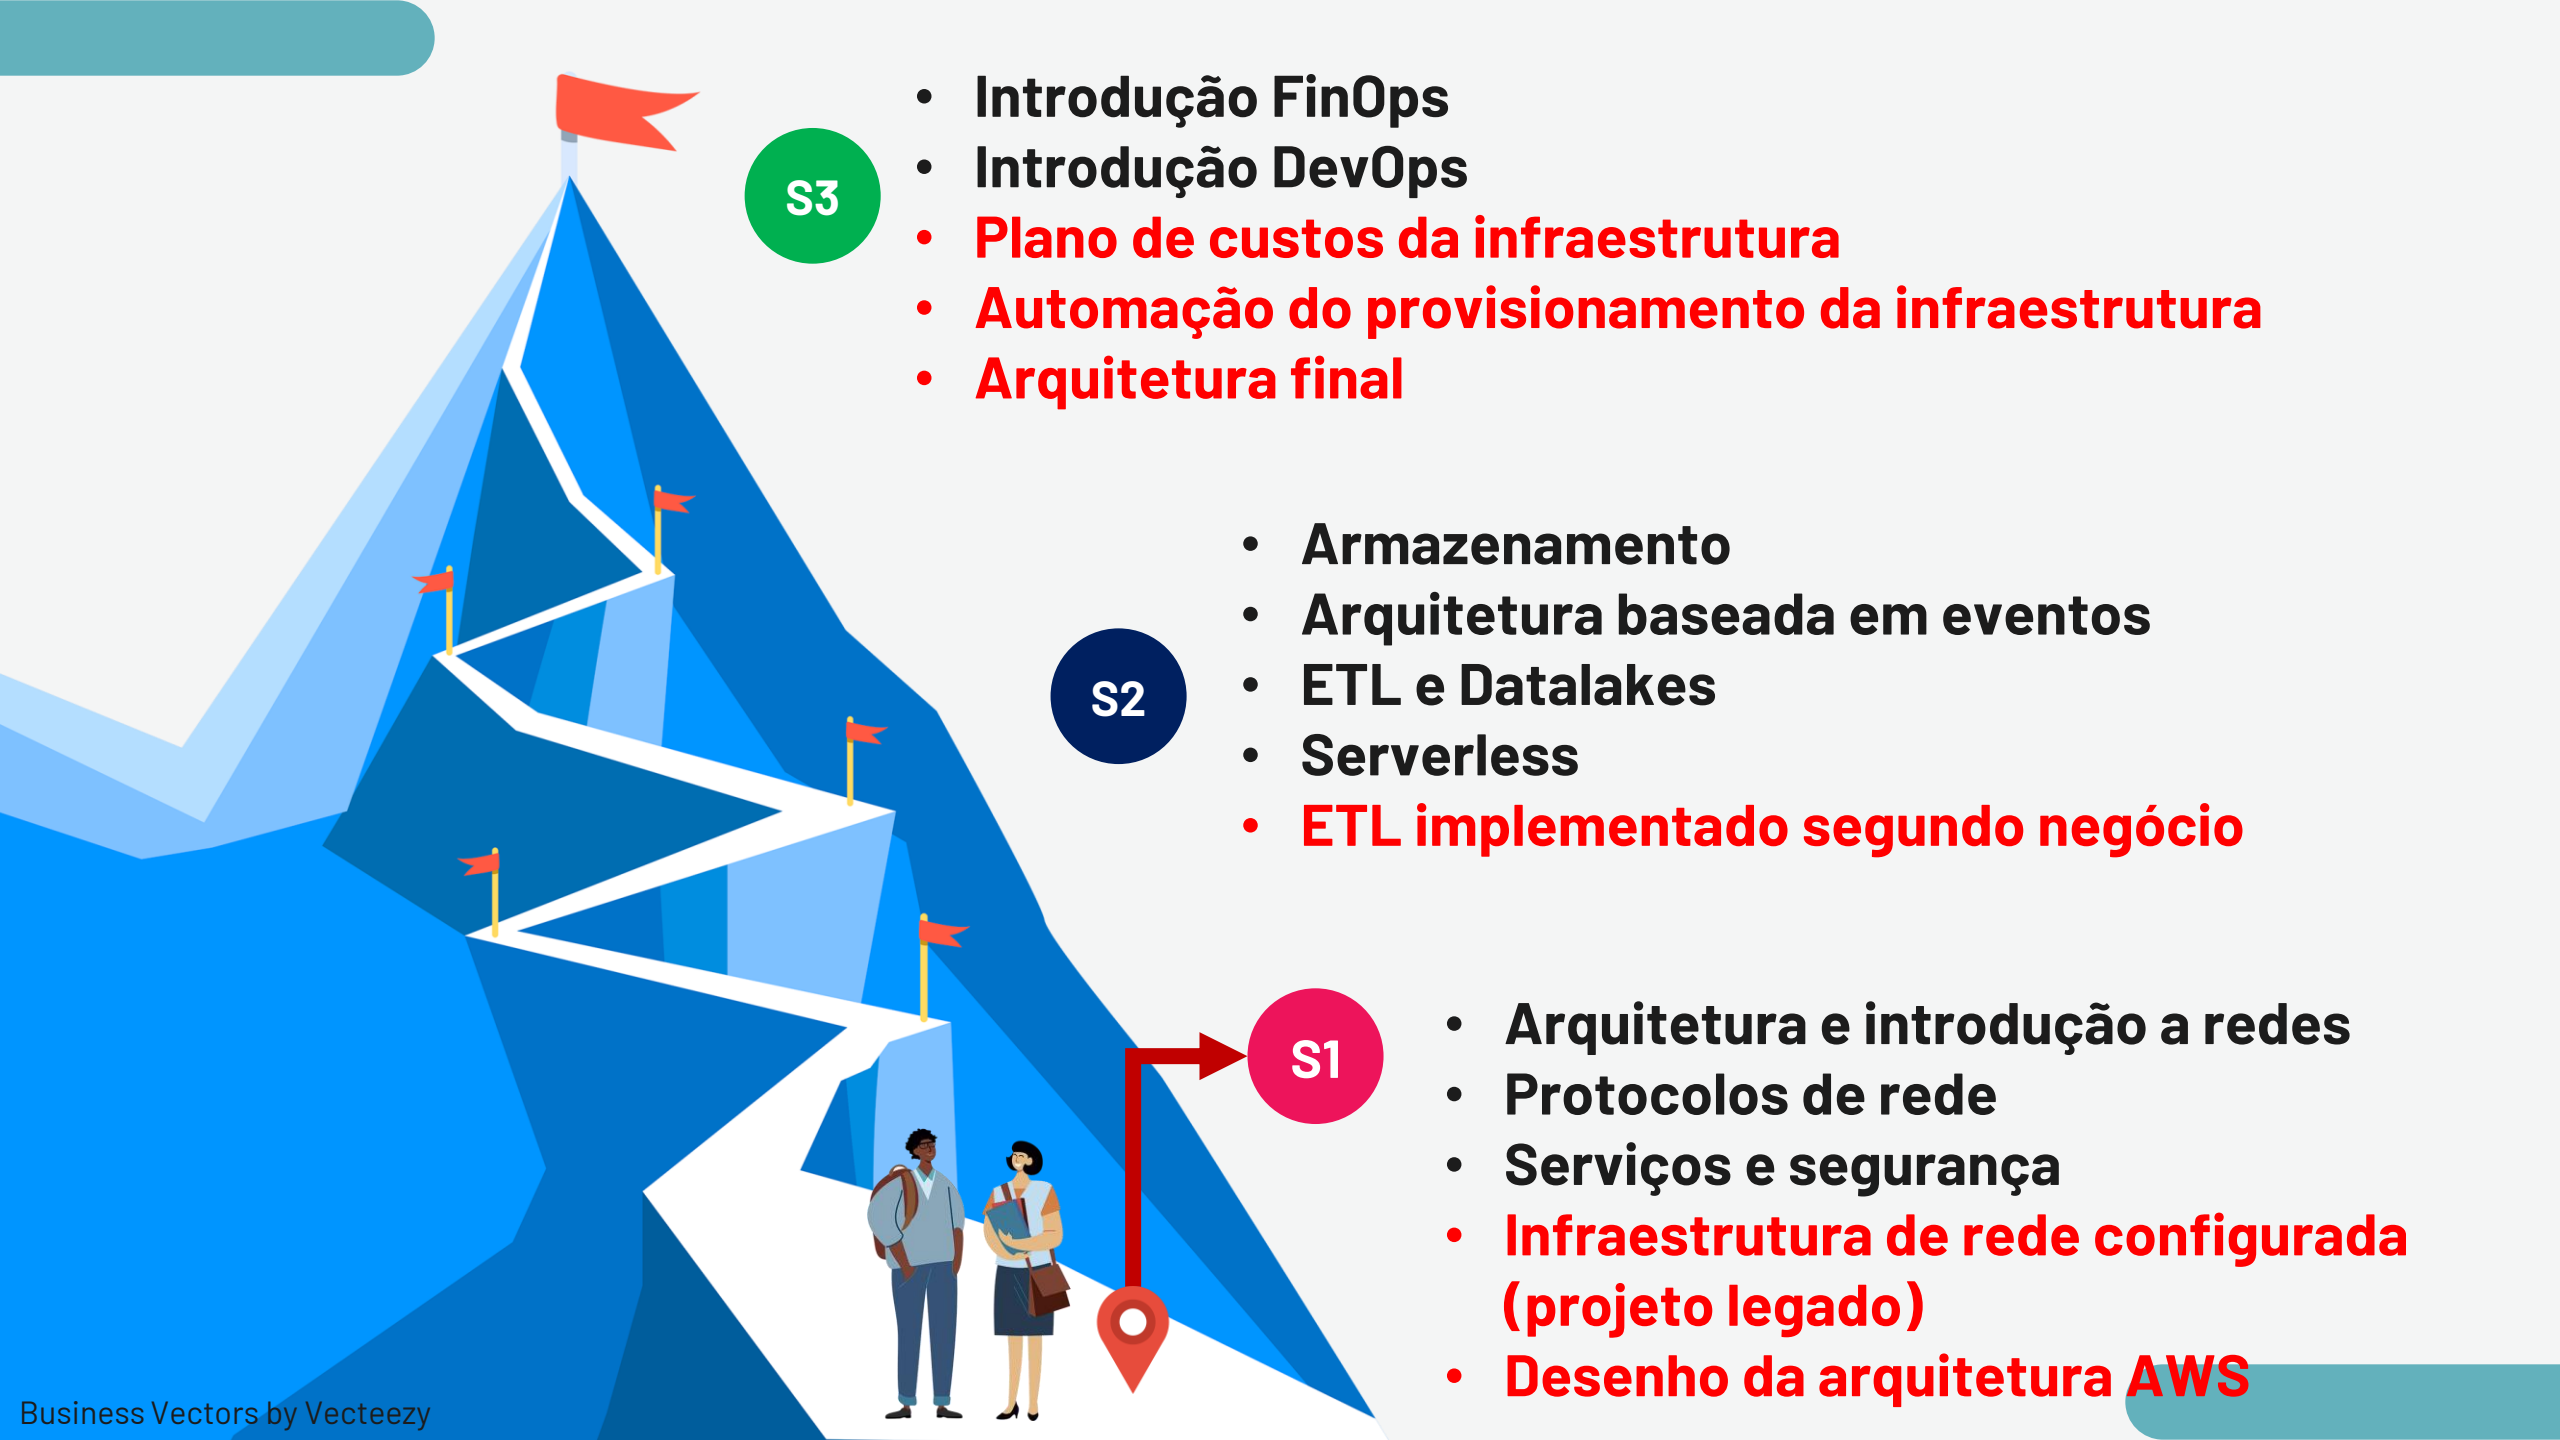 S3
• Introdução FinOps
• Introdução DevOps
• Plano de custos da infraestrutura
• Automação do provisionamento da infraestrutura
• Arquitetura final
S2
• Armazenamento
• Arquitetura baseada em eventos
• ETL e Datalakes
• Serverless
• ETL implementado segundo negócio
S1
• Arquitetura e introdução a redes
• Protocolos de rede
• Serviços e segurança
• Infraestrutura de rede configurada
(projeto legado)
• Desenho da arquitetura AWS
Business Vectors by Vecteezy